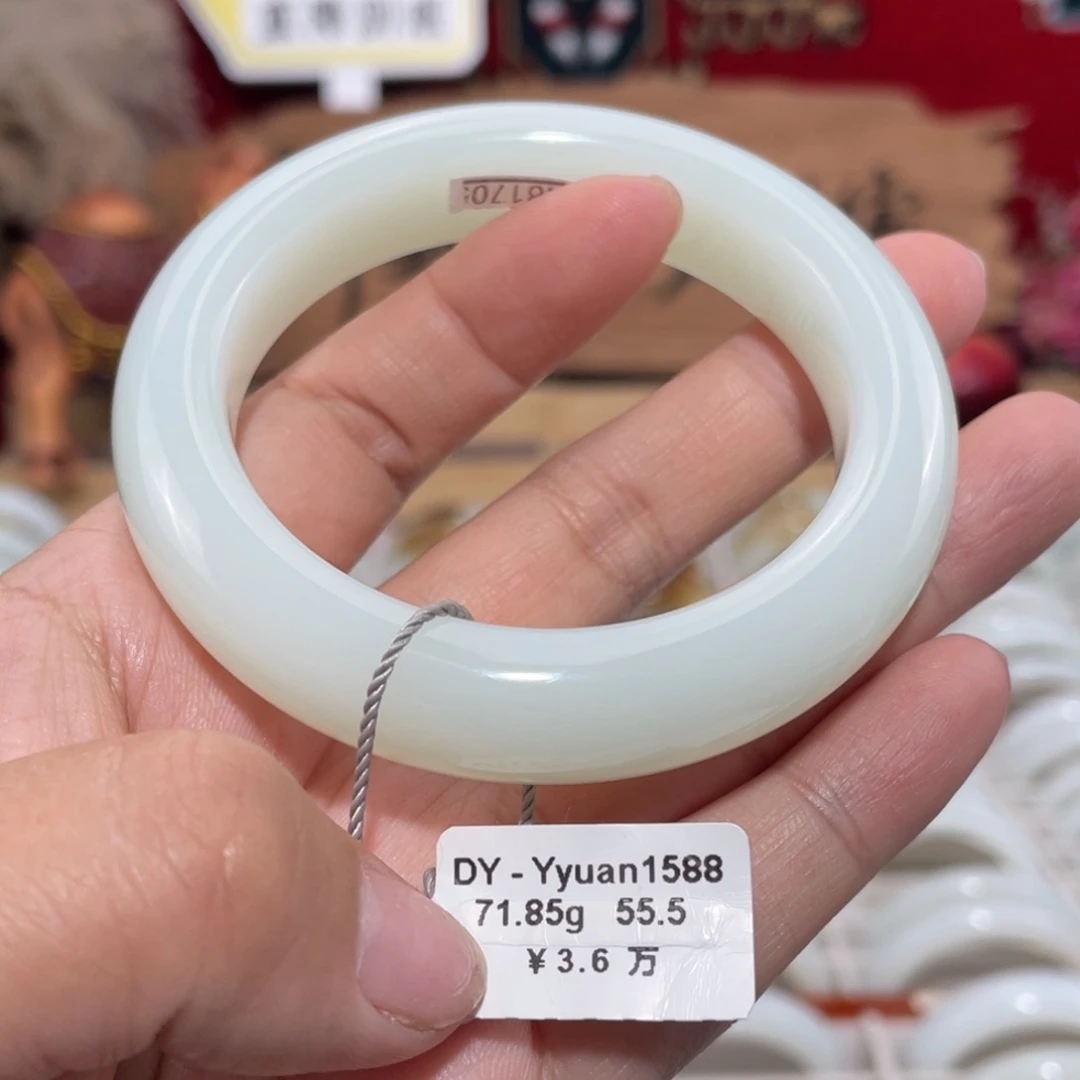 DY - Yyuan1588
71.85g 55.5
¥ 3.6 万